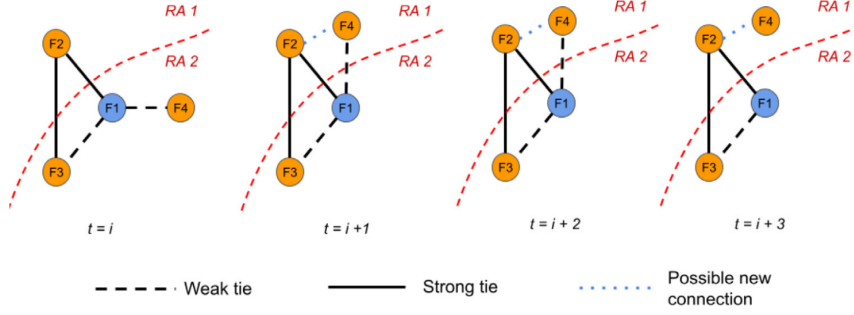 RA 1
RA 2
F2
F1
F4
F3
t = i
RA 1
RA 2
F4
F2
F1
F3
t = i +1
RA 1
RA 2
F4
F2
F1
F3
t = i + 2
RA 1
RA 2
F4
F2
F1
F3
t = i + 3
Weak tie
Strong tie
Possible new
connection